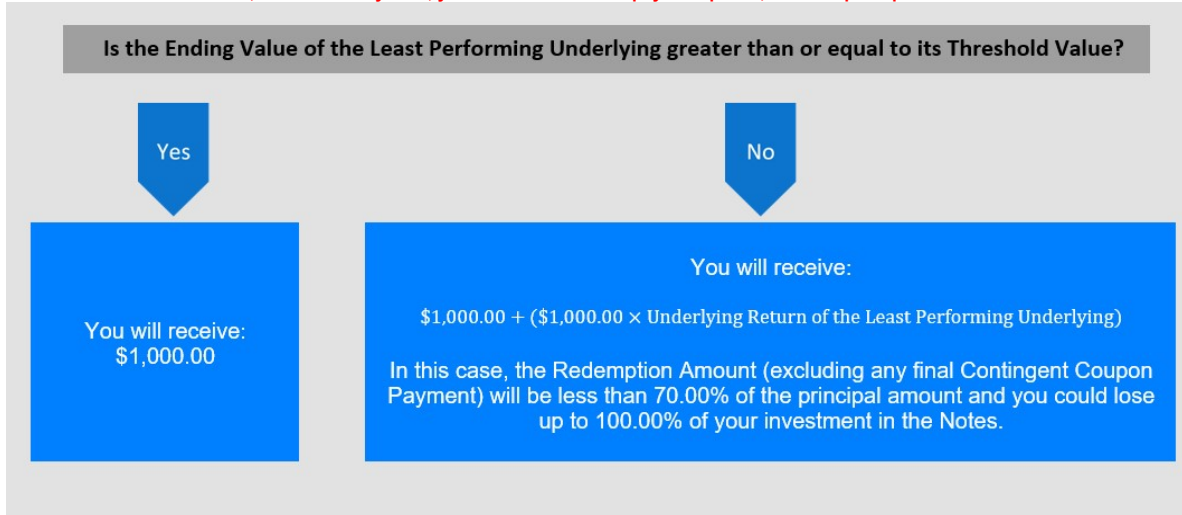 Is the Ending Value of the Least Performing Underlying greater than or equal to its Threshold Value?
Yes
No
You will receive:
$1,000.00
You will receive:
$1,000.00 + ($1,000.00 × Underlying Return of the Least Performing Underlying)
In this case, the Redemption Amount (excluding any final Contingent Coupon
Payment) will be less than 70.00% of the principal amount and you could lose
up to 100.00% of your investment in the Notes.